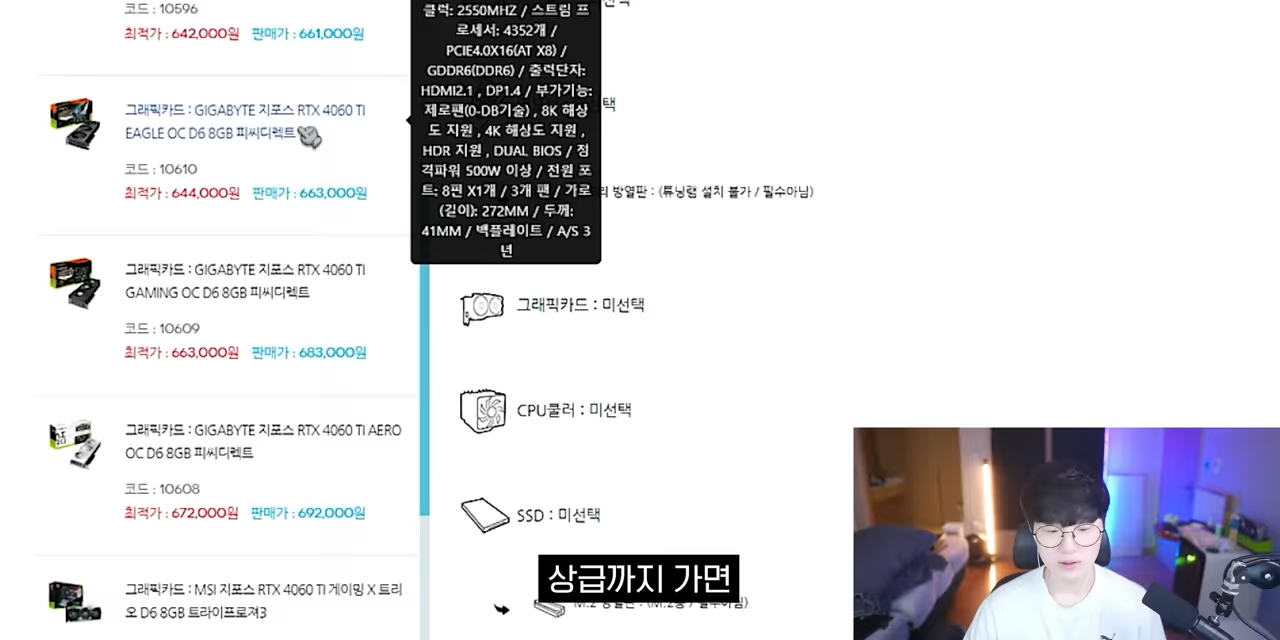 코드 : 10596
최적가 : 642,000원 판매가 : 661,000원
그래픽카드 : GIGABYTE 지포스 RTX 4060 TI
EAGLE OC D6 8GB 피씨디렉트
코드 : 10610
최적가 : 644,000원 판매가 : 663,000원
그래픽카드 : GIGABYTE 지포스 RTX 4060 TI
GAMING OC D6 8GB 피씨디렉트
코드 : 10609
최적가 : 663,000원 판매가 : 683,000원
그래픽카드 : GIGABYTE 지포스 RTX 4060 TI AERO
OC D6 8GB 피씨디렉트
코드 : 10608
최적가 : 672,000원 판매가 : 692,000원
그래픽카드 : MSI 지포스 RTX 4060 TI 게이밍 X 트리
오 D6 8GB 트라이프로져3
클럭: 2550MHZ / 스트림 프
로세서: 4352개 /
PCIE4.0X16(AT X8) /
GDDR6(DDR6) / 출력단자:
HDMI2.1 , DP1.4 / 부가기능:
제로팬(0-DB기술) , 8K 해상
도 지원 , 4K 해상도 지원 ,
HDR 지원 , DUAL BIOS / 정
격파워 500W 이상 / 전원 포
트: 8핀 X1개 / 3개 팬 / 가로
(길이): 272MM / 두께:
41MM / 백플레이트 / A/S 3
년
택
리 방열판 : (튜닝램 설치 불가 / 필수아님)
그래픽카드 : 미선택
CPU쿨러 : 미선택
SSD : 미선택
상급까지 가면
M.2 방열판 : (M.2용 / 필수아님)